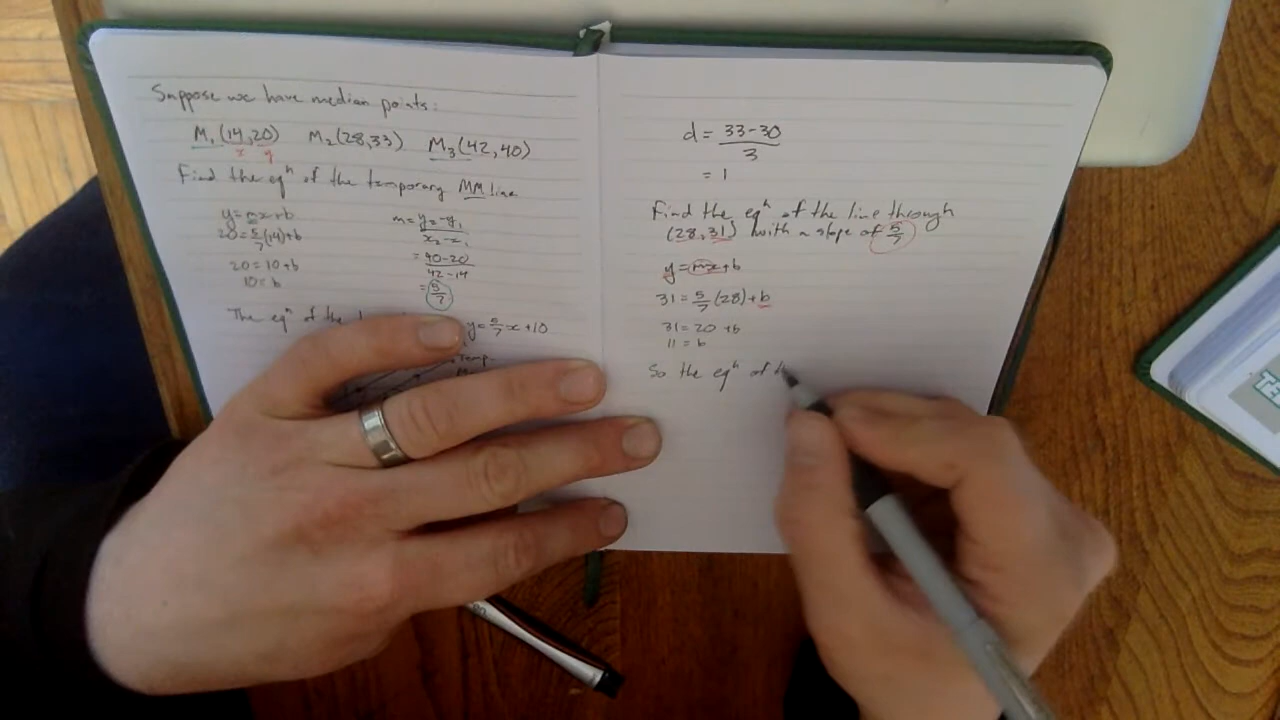 Suppose we have median points:
M₁(14,20) M₂(28,33) M₃(42,40)
x y
Find the eqⁿ of the temporary MM line
y=mx+b
20=5/7(14)+b
20=10+b
10=b
m=y₂-y₁/x₂-x₁
=40-20/42-14
=5/7
The eqⁿ of the
y=5/7x+10
Temp.
d=33-30/3
=1
Find the eqⁿ of the line through
(28,31) with a slope of 5/7
y=mx+b
31=5/7(28)+b
31=20+b
11=b
So the eqⁿ of